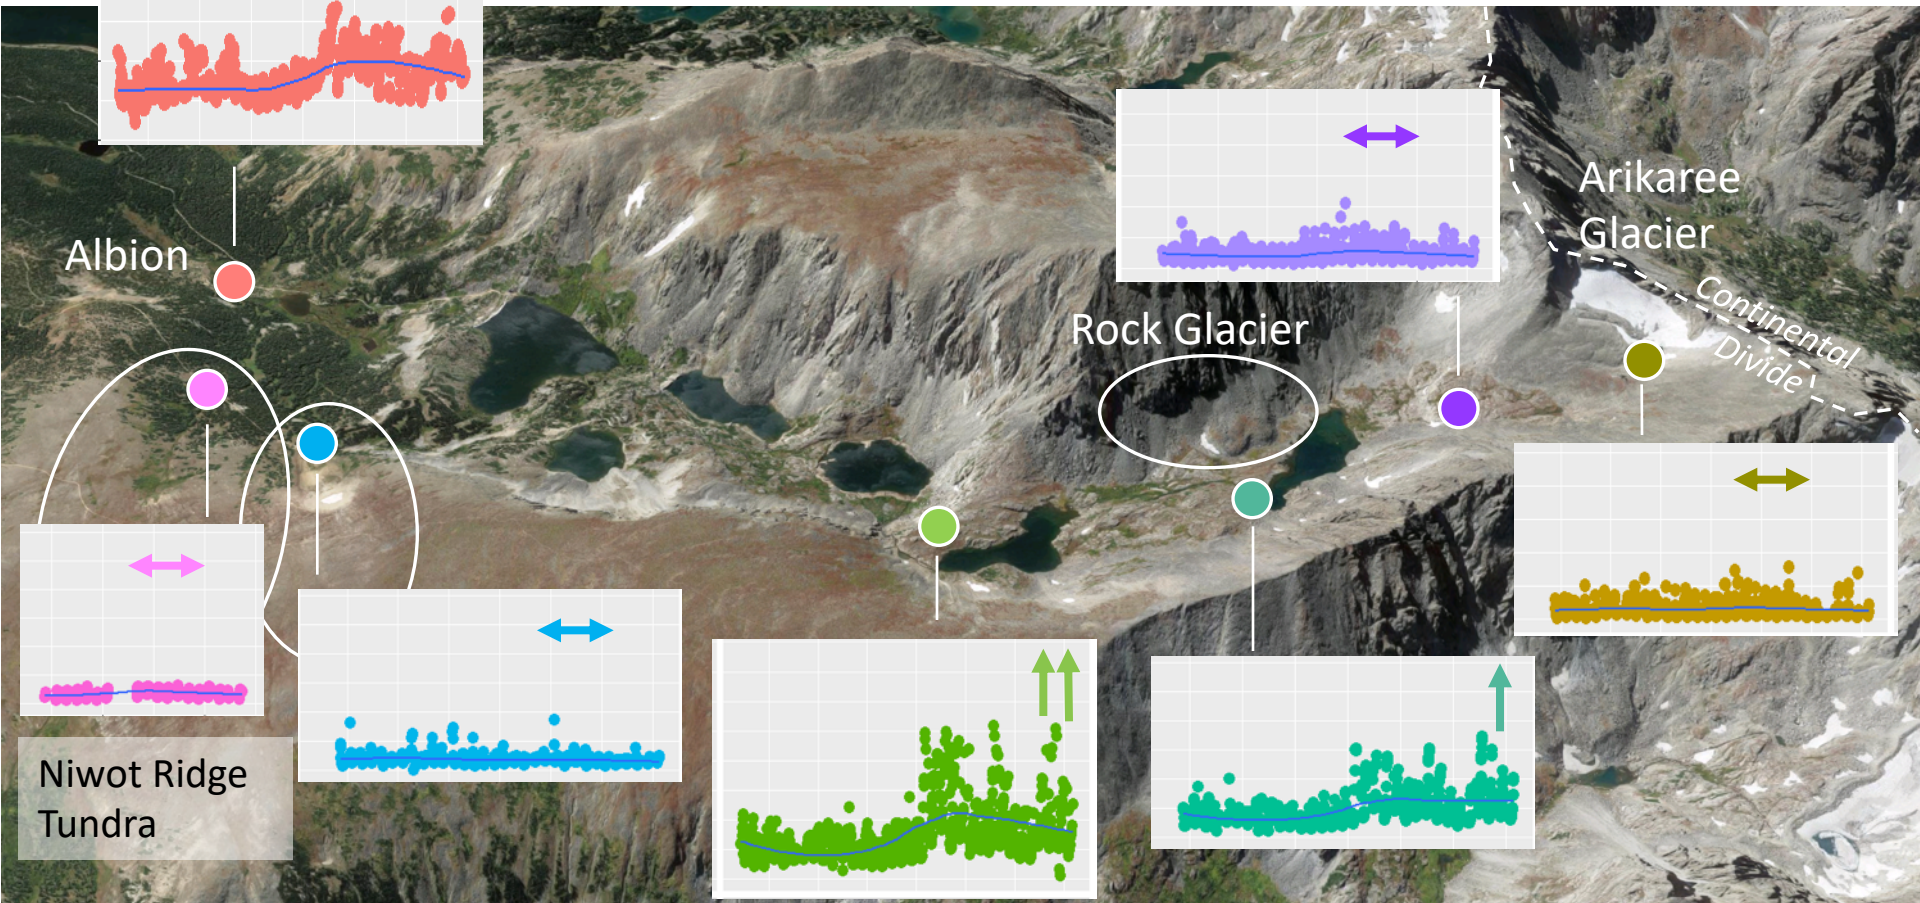 Albion
Rock Glacier
Arikaree
Glacier
Continental
Divide
Niwot Ridge
Tundra